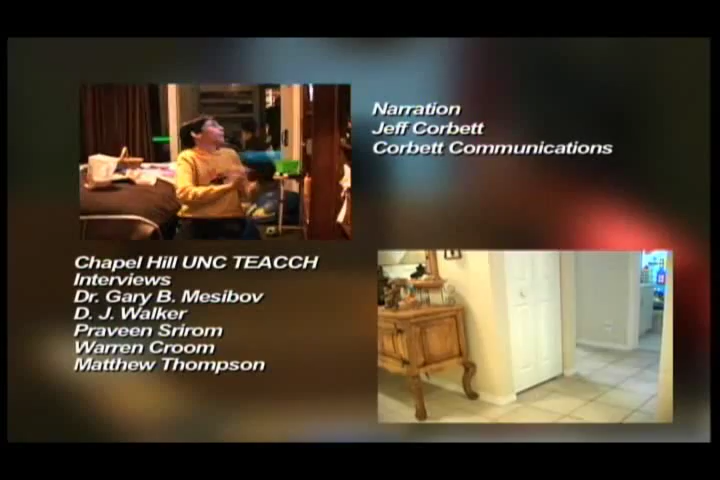 Narration
Jeff Corbett
Corbett Communications
Chapel Hill UNC TEACCH
Interviews
Dr. Gary B. Mesibov
D. J. Walker
Praveen Srirom
Warren Croom
Matthew Thompson